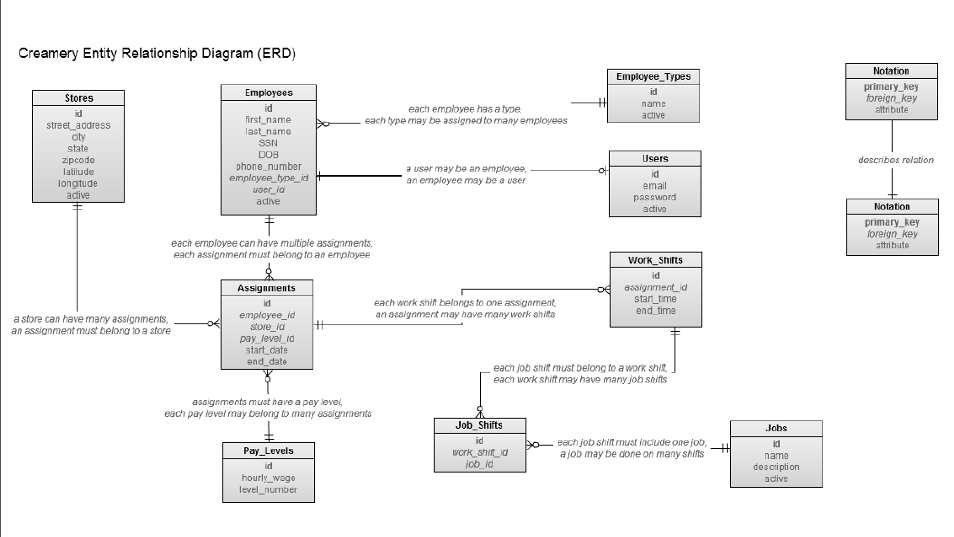 Creamery Entity Relationship Diagram (ERD)
Stores
id
street_address
city
state
zipcode
latitude
longitude
active
Employees
id
first_name
last_name
SSN
DOB
phone_number
employee_type_id
user_id
active
each employee has a type,
each type may be assigned to many employees
Employee_Types
id
name
active
a user may be an employee,
an employee may be a user
Users
id
email
password
active
Notation
primary_key
foreign_key
attribute
describes relation
Notation
primary_key
foreign_key
attribute
each employee can have multiple assignments,
each assignment must belong to an employee
a store can have many assignments,
an assignment must belong to a store
Assignments
id
employee_id
store_id
pay_level_id
start_date
end_date
each work shift belongs to one assignment,
an assignment may have many work shifts
Work_Shifts
id
assignment_id
start_time
end_time
assignments must have a pay level,
each pay level may belong to many assignments
Pay_Levels
id
hourly_wage
level_number
each job shift must belong to a work shift,
each work shift may have many job shifts
Job_Shifts
id
work_shift_id
job_id
each job shift must include one job,
a job may be done on many shifts
Jobs
id
name
description
active